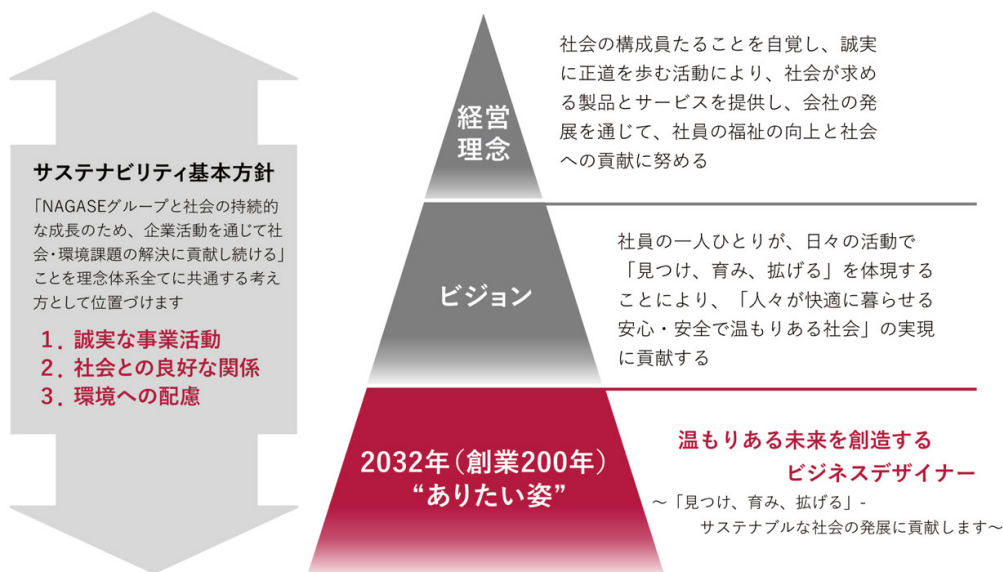 サステナビリティ基本方針
「NAGASEグループと社会の持続的
な成長のため、企業活動を通じて社
会・環境課題の解決に貢献し続ける」
ことを理念体系全てに共通する考え
方として位置づけます
1. 誠実な事業活動
2. 社会との良好な関係
3. 環境への配慮
経営
理念
社会の構成員たることを自覚し、誠実
に正道を歩む活動により、社会が求め
る製品とサービスを提供し、会社の発
展を通じて、社員の福祉の向上と社会
への貢献に努める
ビジョン
社員の一人ひとりが、日々の活動で
「見つけ、育み、拡げる」を体現する
ことにより、「人々が快適に暮らせる
安心・安全で温もりある社会」の実現
に貢献する
2032年(創業200年)
“ありたい姿”
温もりある未来を創造する
ビジネスデザイナー
～「見つけ、育み、拡げる」-
サステナブルな社会の発展に貢献します～